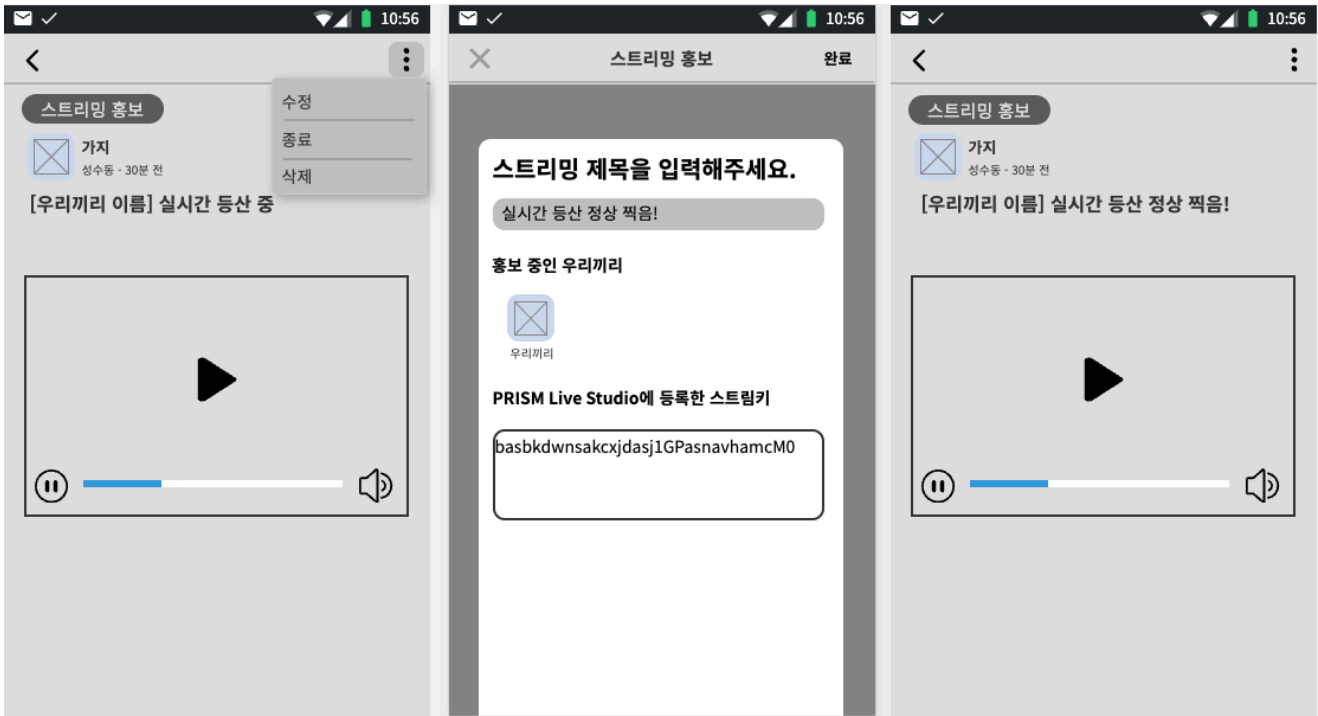 10:56
스트리밍 홍보
가지
성수동 - 30분 전
[우리끼리 이름] 실시간 등산 중
수정
종료
삭제
10:56
스트리밍 홍보
완료
스트리밍 제목을 입력해주세요.
실시간 등산 정상 찍음!
홍보 중인 우리끼리
우리끼리
PRISM Live Studio에 등록한 스트림키
basbkdwnsakcxjdasj1GPasnavhamcM0
10:56
스트리밍 홍보
가지
성수동 - 30분 전
[우리끼리 이름] 실시간 등산 정상 찍음!